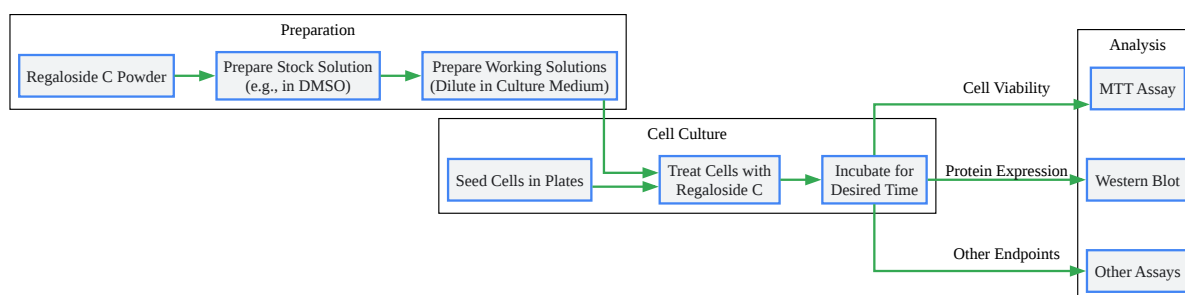 Preparation
Regaloside C Powder
Prepare Stock Solution
(e.g., in DMSO)
Prepare Working Solutions
(Dilute in Culture Medium)
Cell Culture
Seed Cells in Plates
Treat Cells with
Regaloside C
Incubate for
Desired Time
Cell Viability
Protein Expression
Other Endpoints
Analysis
MTT Assay
Western Blot
Other Assays